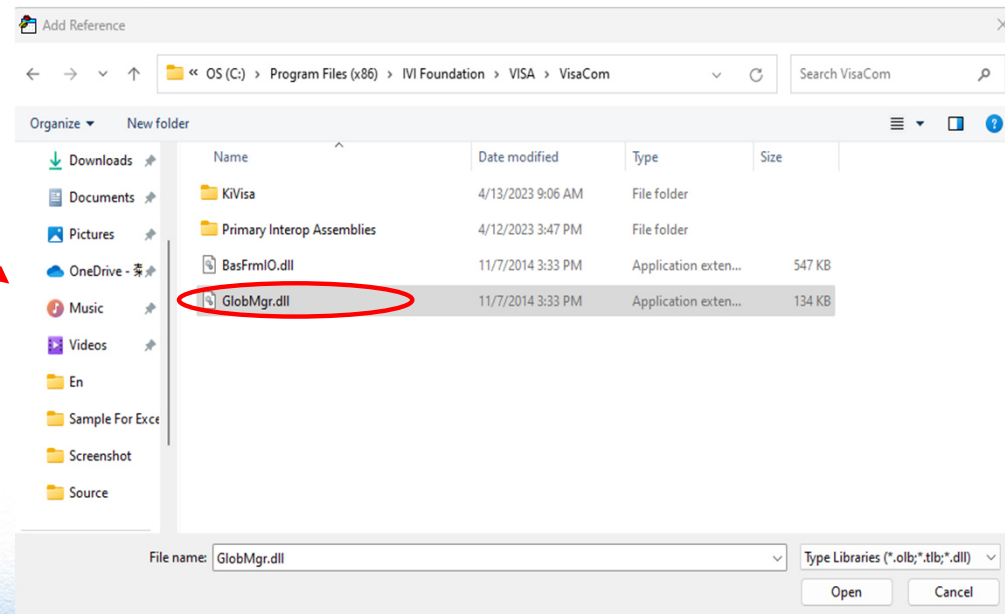 Add Reference
« OS (C:) > Program Files (x86) > IVI Foundation > VISA > VisaCom
Search VisaCom
Organize New folder
Name Date modified Type Size
Downloads
Documents
Pictures
OneDrive -
Music
Videos
En
Sample For Exce
Screenshot
Source
KiVisa 4/13/2023 9:06 AM File folder
Primary Interop Assemblies 4/12/2023 3:47 PM File folder
BasFrmIO.dll 11/7/2014 3:33 PM Application exten... 547 KB
GlobMgr.dll 11/7/2014 3:33 PM Application exten... 134 KB
File name: GlobMgr.dll Type Libraries (*.olb;*.tlb;*.dll)
Open Cancel